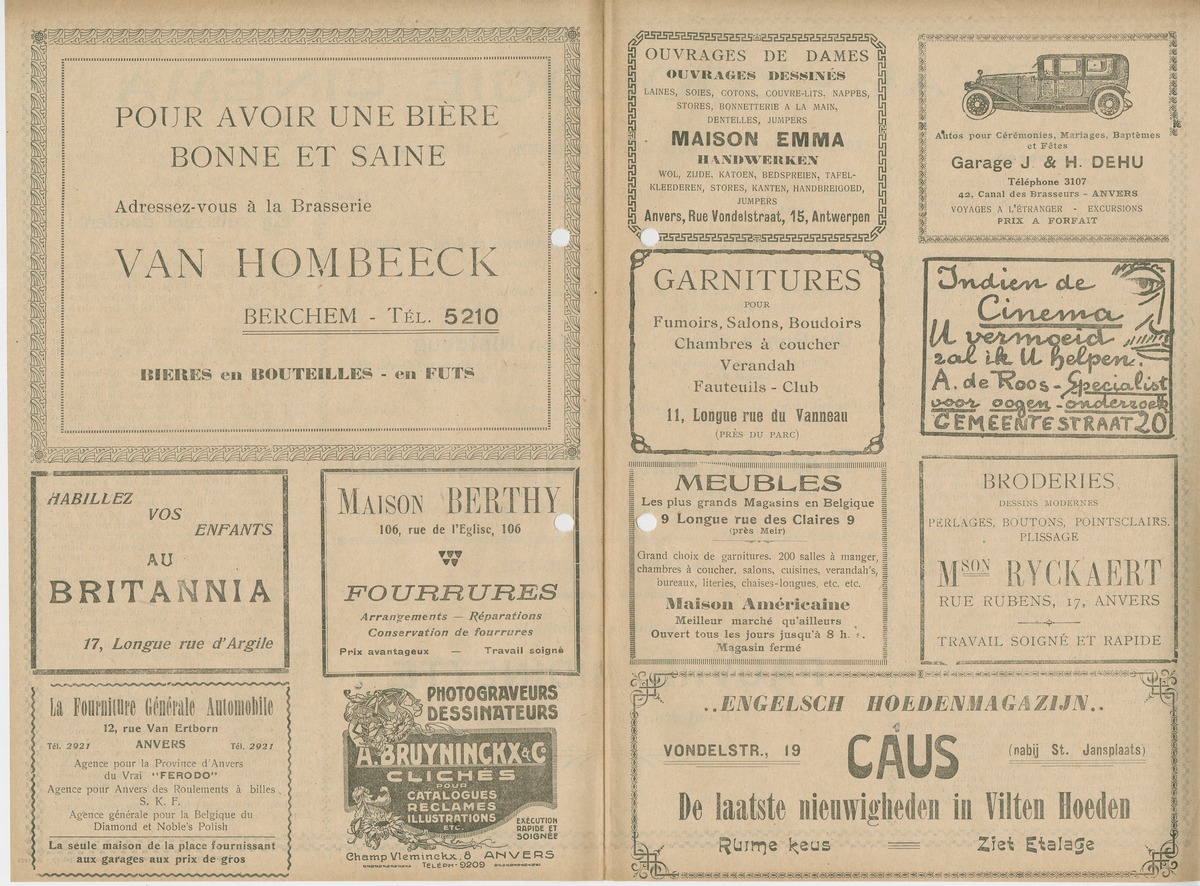 POUR AVOIR UNE BIÈRE
BONNE ET SAINE
Adressez-vous à la Brasserie
VAN HOMBEECK
BERCHEM - TÉL. 5210
BIERES en BOUTEILLES - en FUTS
HABILLEZ
VOS
ENFANTS
AU
BRITANNIA
17, Longue rue d'Argile
MAISON BERTHY
106, rue de l'Eglise, 106
FOURRURES
Arrangements — Réparations
Conservation de fourrures
Prix avantageux — Travail soigné
La Fourniture Générale Automobile
12, rue Van Ertborn
Tél. 2921 ANVERS Tél. 2921
Agence pour la Province d'Anvers
du Vrai "FERODO"
Agence pour Anvers des Roulements à billes
S. K. F.
Agence générale pour la Belgique du
Diamond et Noble's Polish
La seule maison de la place fournissant
aux garages aux prix de gros
PHOTOGRAVEURS
DESSINATEURS
A. BRUYNINCKX & Co
CLICHÉS
POUR
CATALOGUES
RECLAMES
ILLUSTRATIONS
ETC.
EXÉCUTION
RAPIDE ET
SOIGNÉE
Champ Vleminckx, 8 ANVERS
TELÉPH. 9209
OUVRAGES DE DAMES
OUVRAGES DESSINÉS
LAINES, SOIES, COTONS, COUVRE-LITS, NAPPES,
STORES, BONNETTERIE A LA MAIN,
DENTELLES, JUMPERS
MAISON EMMA
HANDWERKEN
WOL, ZIJDE, KATOEN, BEDSPREIEN, TAFEL-
KLEEDEREN, STORES, KANTEN, HANDBREIGOED,
JUMPERS
Anvers, Rue Vondelstraat, 15, Antwerpen
Autos pour Cérémonies, Mariages, Baptèmes
et Fêtes
Garage J. & H. DEHU
Téléphone 3107
42, Canal des Brasseurs - ANVERS
VOYAGES A L'ÉTRANGER - EXCURSIONS
PRIX A FORFAIT
GARNITURES
POUR
Fumoirs, Salons, Boudoirs
Chambres à coucher
Verandah
Fauteuils - Club
11, Longue rue du Vanneau
(PRÈS DU PARC)
Indien de
Cinema
U vermoeid
zal ik U helpen.
A. de Roos - Specialist
voor oogen-onderzoek
GEMEENTESTRAAT 20
MEUBLES
Les plus grands Magasins en Belgique
9 Longue rue des Claires 9
(près Meir)
Grand choix de garnitures. 200 salles à manger,
chambres à coucher, salons, cuisines, verandah's,
bureaux, literies, chaises-longues, etc. etc.
Maison Américaine
Meilleur marché qu'ailleurs
Ouvert tous les jours jusqu'à 8 h.
Magasin fermé
BRODERIES
DESSINS MODERNES
PERLAGES, BOUTONS, POINTSCLAIRS.
PLISSAGE
MSON RYCKAERT
RUE RUBENS, 17, ANVERS
TRAVAIL SOIGNÉ ET RAPIDE
..ENGELSCH HOEDENMAGAZIJN..
VONDELSTR., 19 CAUS (nabij St. Jansplaats)
De laatste nieuwigheden in Vilten Hoeden
Ruime keus Ziet Etalage